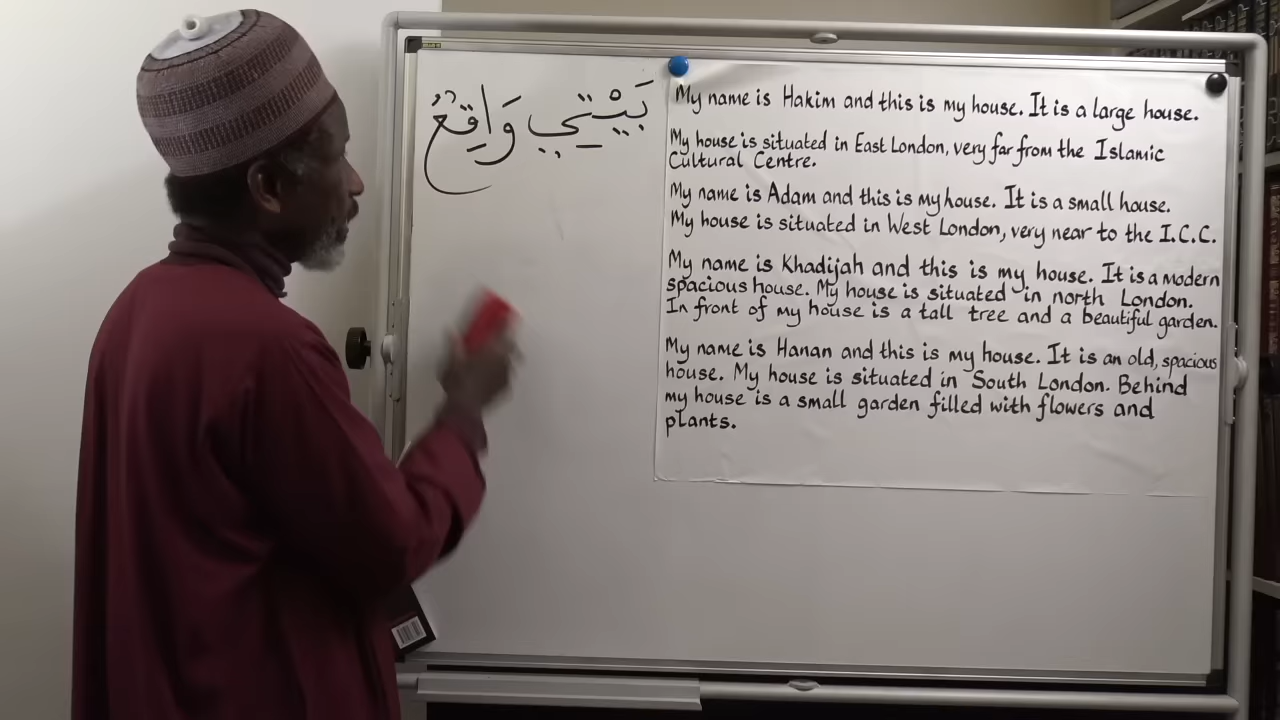 بَيْتِي وَاقِعٌ
My name is Hakim and this is my house. It is a large house.
My house is situated in East London, very far from the Islamic
Cultural Centre.
My name is Adam and this is my house. It is a small house.
My house is situated in West London, very near to the I.C.C.
My name is Khadijah and this is my house. It is a modern
spacious house. My house is situated in north London.
In front of my house is a tall tree and a beautiful garden.
My name is Hanan and this is my house. It is an old, spacious
house. My house is situated in South London. Behind
my house is a small garden filled with flowers and
plants.